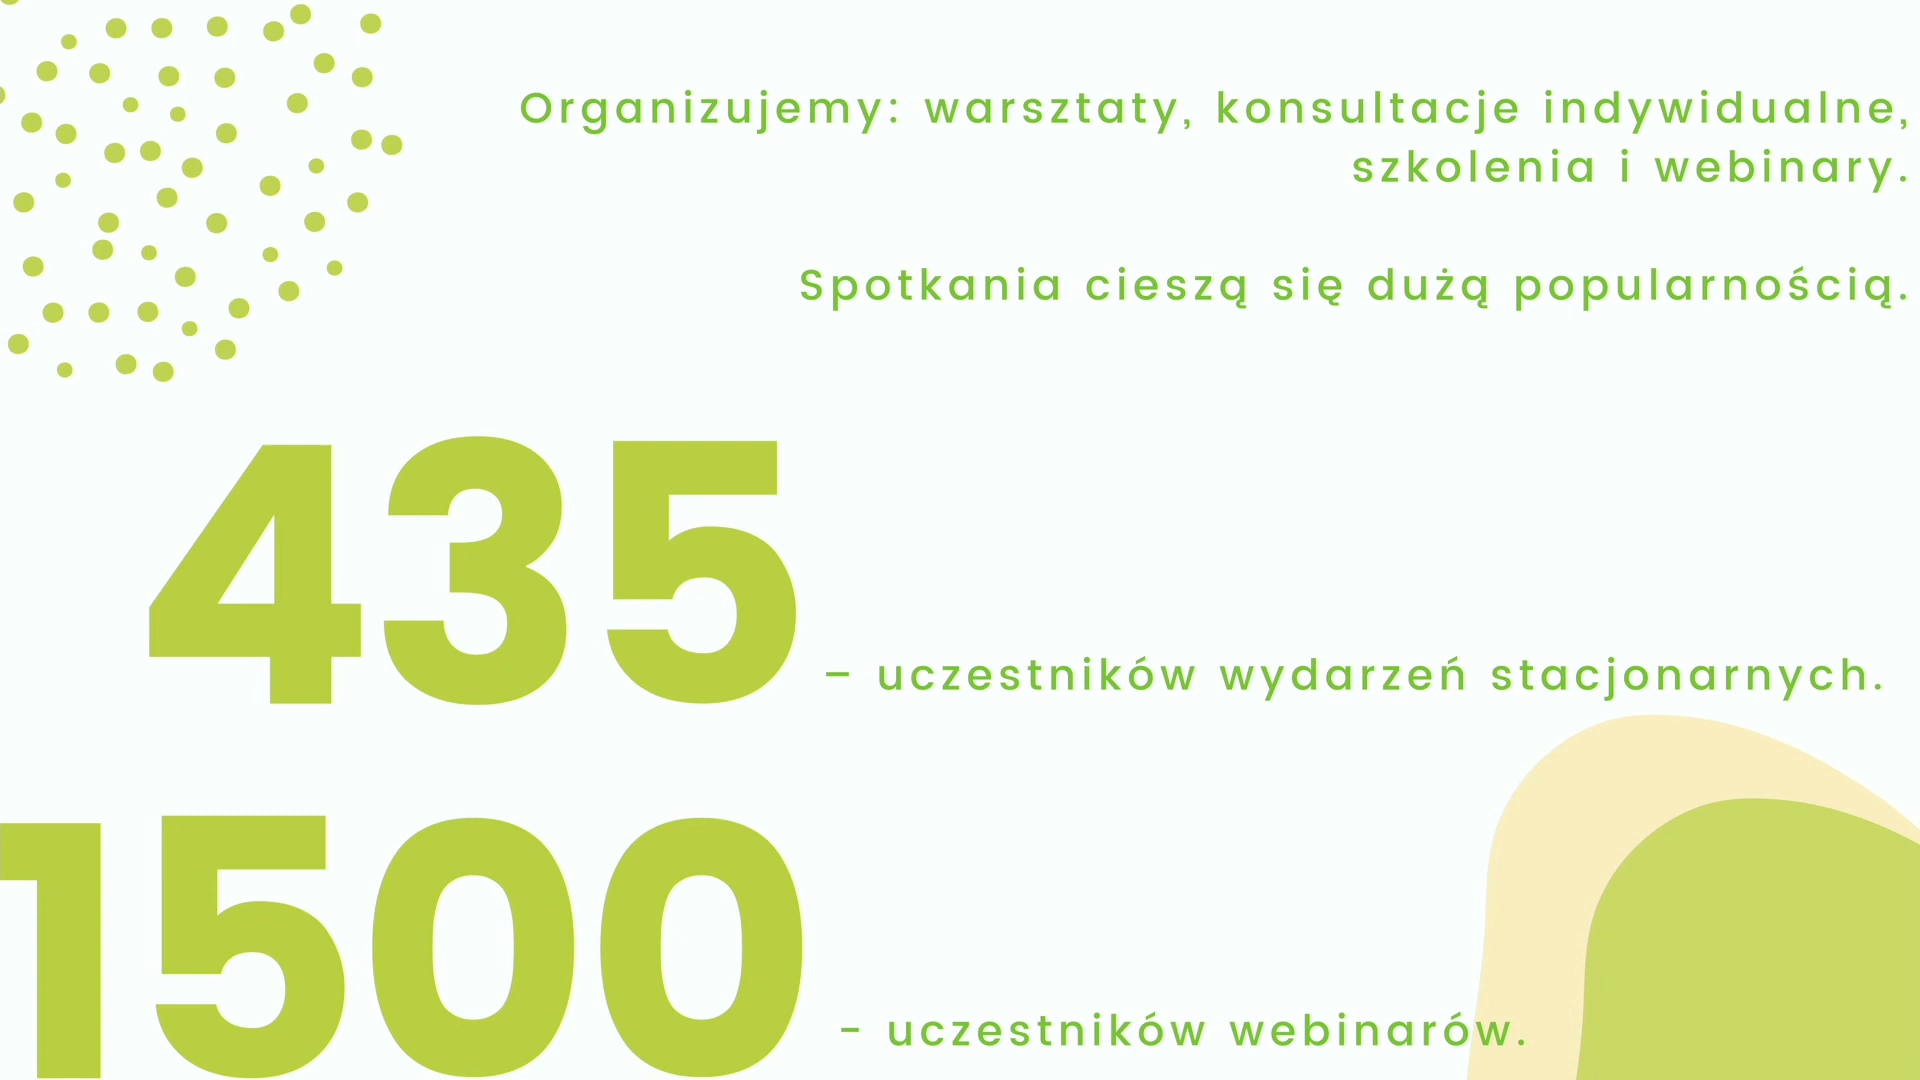 Organizujemy: warsztaty, konsultacje indywidualne,
szkolenia i webinary.
Spotkania cieszą się dużą popularnością.
435 – uczestników wydarzeń stacjonarnych.
1500 - uczestników webinarów.